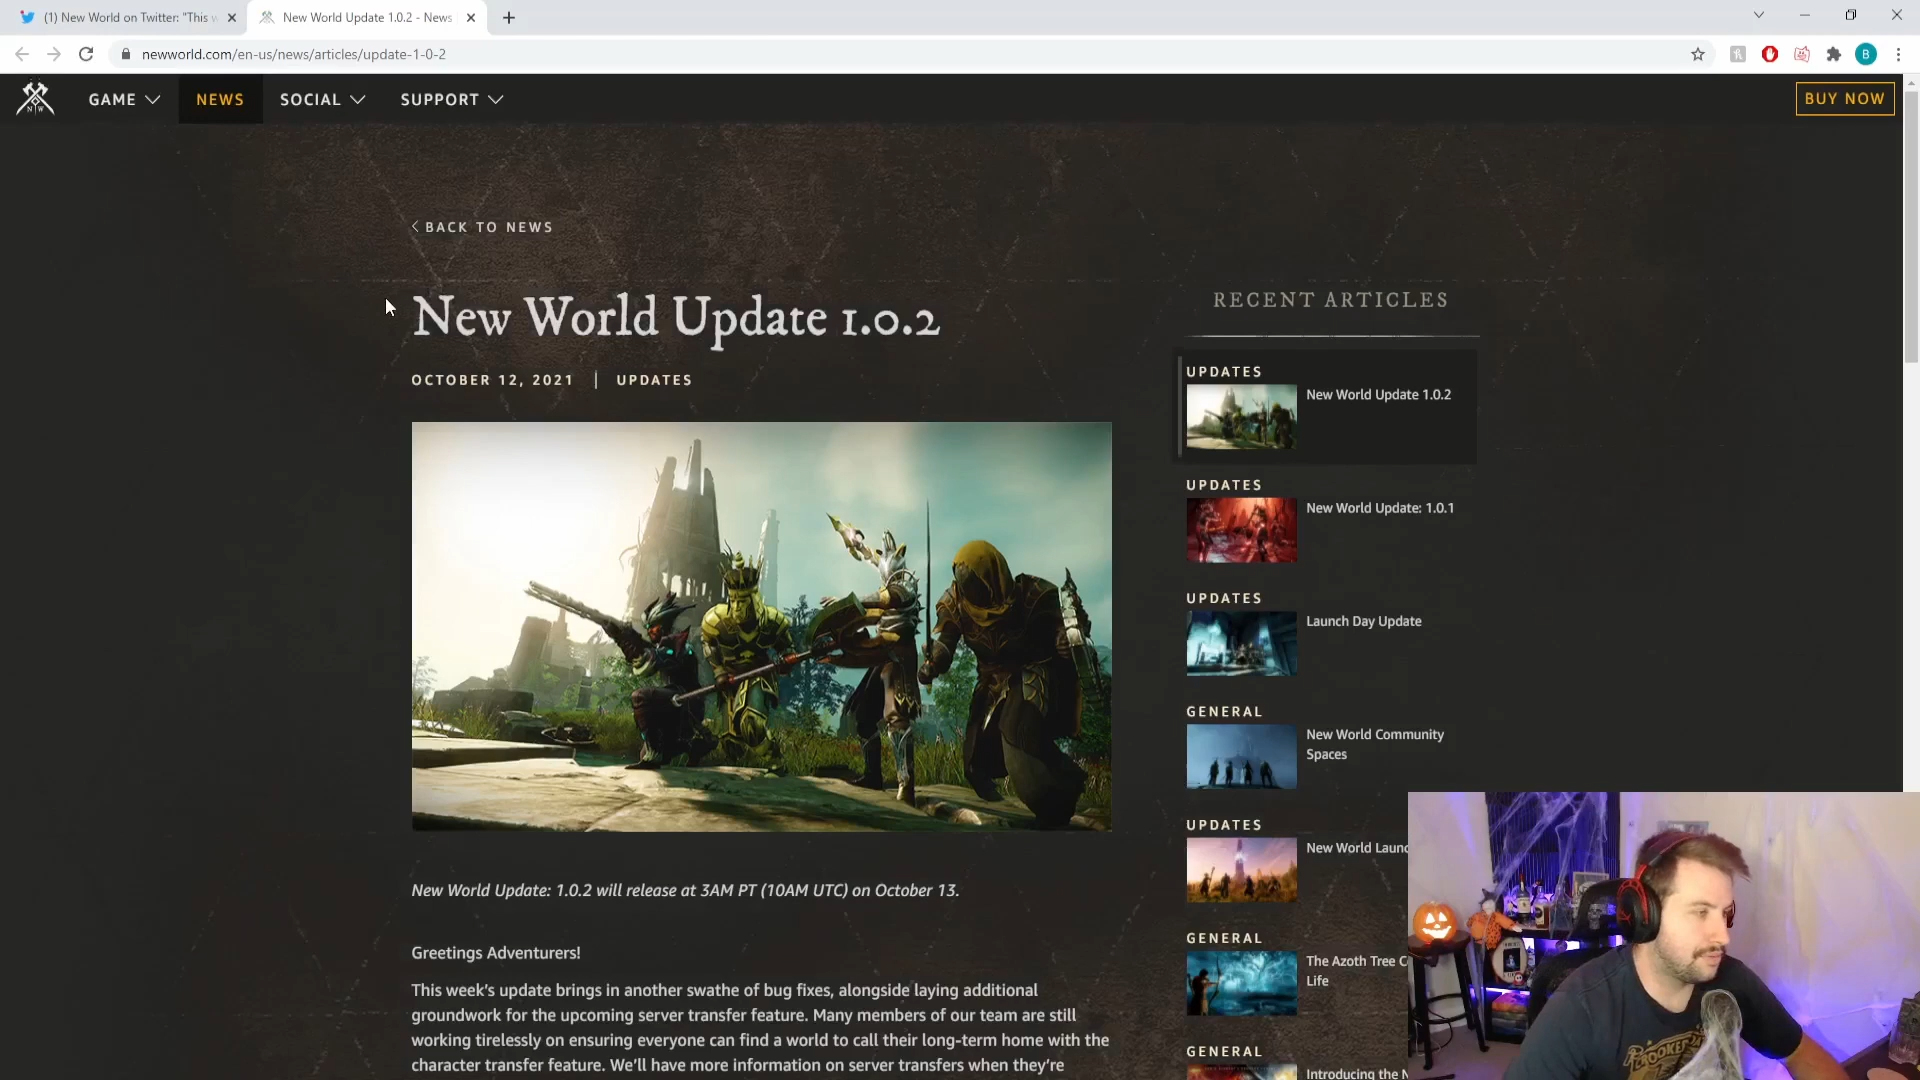 (1) New World on Twitter: "This w
New World Update 1.0.2 - News
newworld.com/en-us/news/articles/update-1-0-2
B
GAME
NEWS
SOCIAL
SUPPORT
BUY NOW
BACK TO NEWS
New World Update 1.0.2
OCTOBER 12, 2021 | UPDATES
New World Update: 1.0.2 will release at 3AM PT (10AM UTC) on October 13.
Greetings Adventurers!
This week's update brings in another swathe of bug fixes, alongside laying additional
groundwork for the upcoming server transfer feature. Many members of our team are still
working tirelessly on ensuring everyone can find a world to call their long-term home with the
character transfer feature. We'll have more information on server transfers when they're
RECENT ARTICLES
UPDATES
New World Update 1.0.2
UPDATES
New World Update: 1.0.1
UPDATES
Launch Day Update
GENERAL
New World Community
Spaces
UPDATES
New World Launc
GENERAL
The Azoth Tree C
Life
GENERAL
Introducing the N